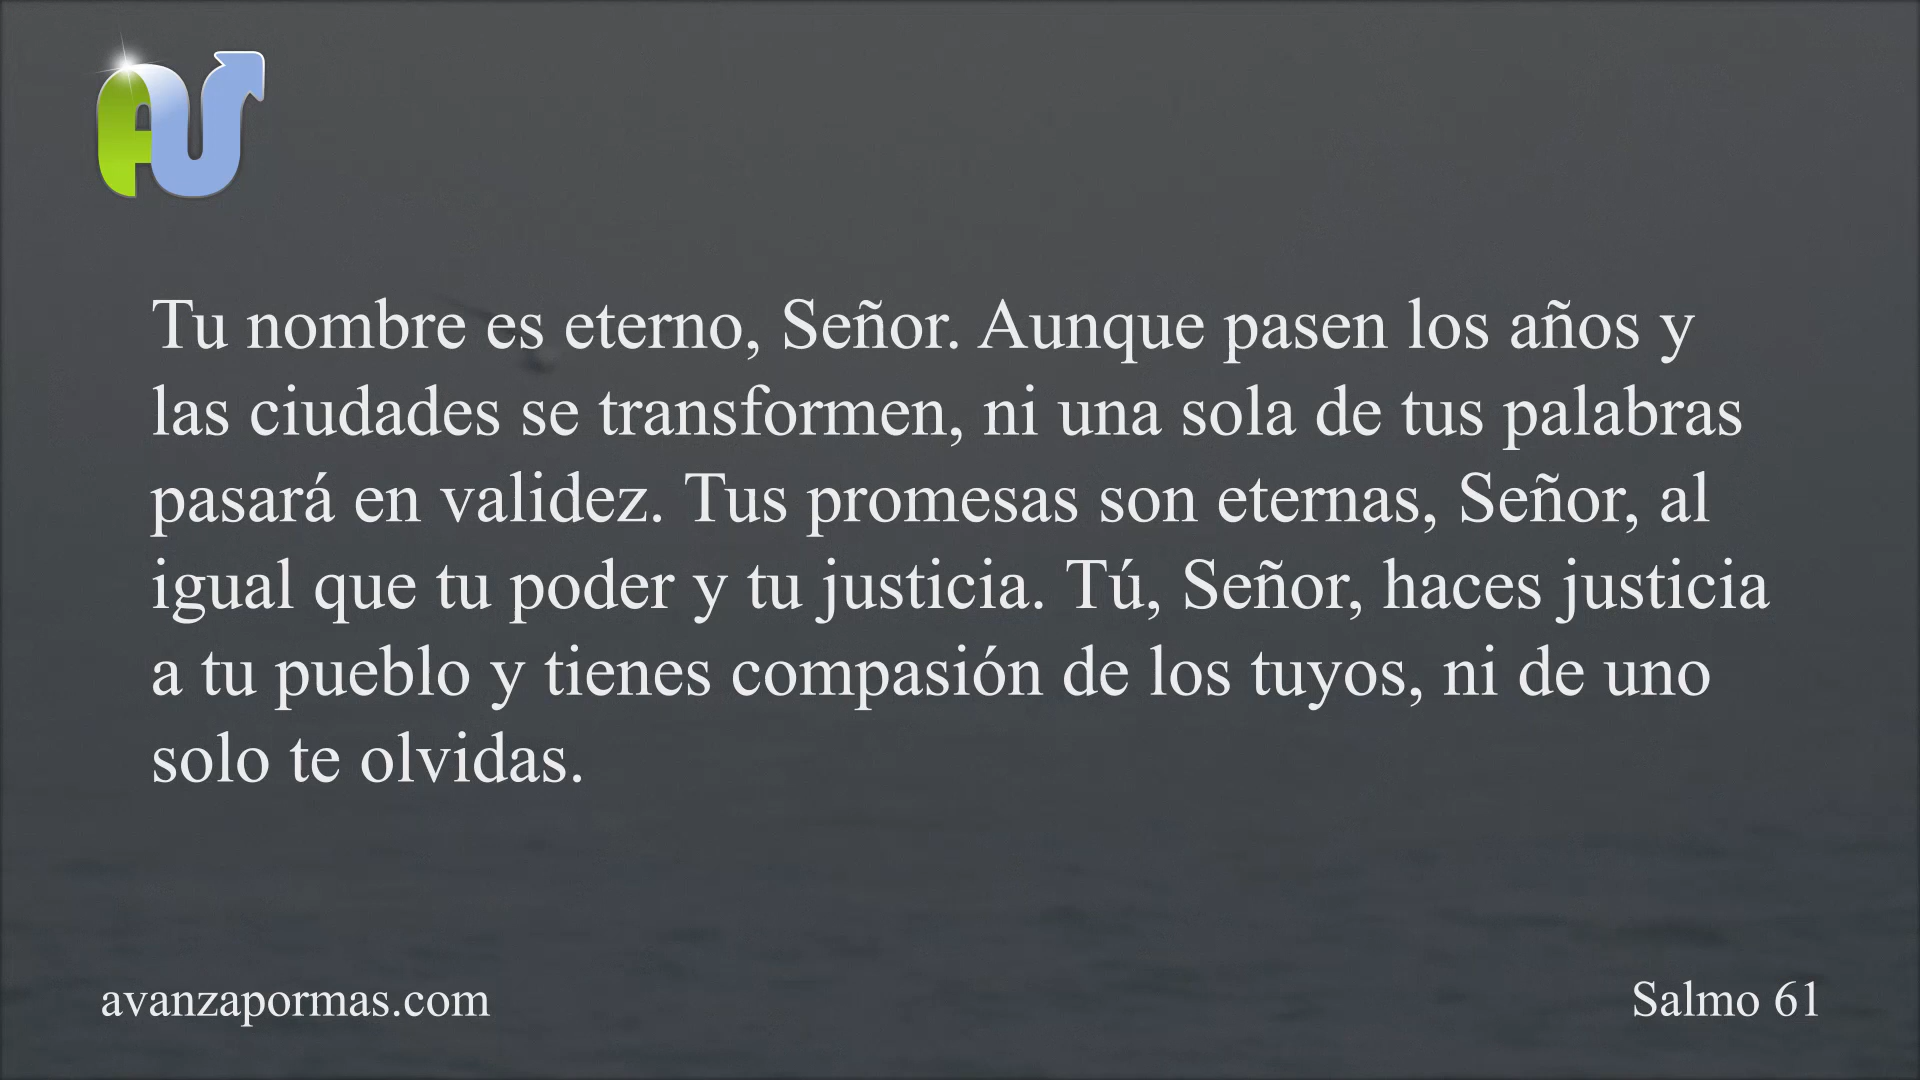 AU
Tu nombre es eterno, Señor. Aunque pasen los años y
las ciudades se transformen, ni una sola de tus palabras
pasará en validez. Tus promesas son eternas, Señor, al
igual que tu poder y tu justicia. Tú, Señor, haces justicia
a tu pueblo y tienes compasión de los tuyos, ni de uno
solo te olvidas.
avanzapormas.com
Salmo 61